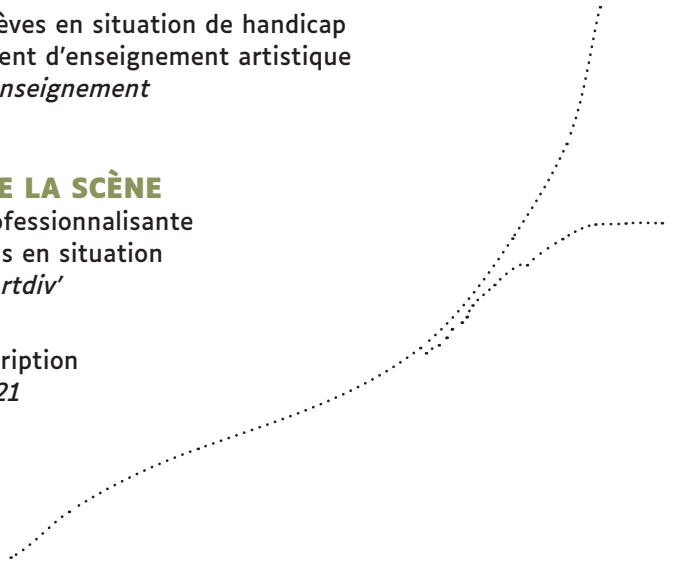 èves en situation de handicap
ent d'enseignement artistique
nseignement
E LA SCÈNE
ofessionnalisante
s en situation
rtdiv'
ription
21